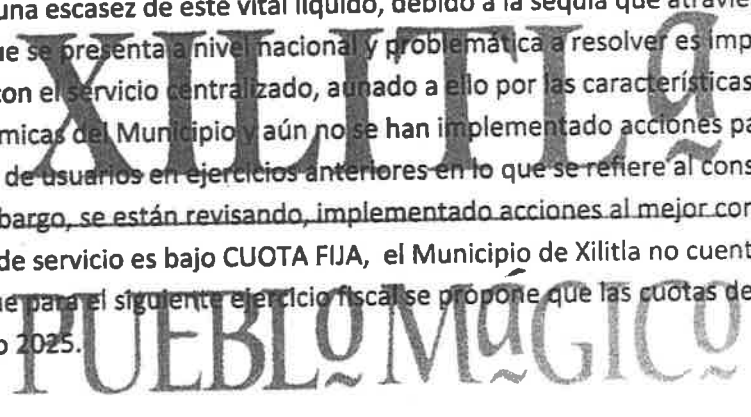 una escasez de este vital líquido, debido a la sequía que atravie
ue se presenta a nivel nacional y problemática a resolver es imp
con el servicio centralizado, aunado a ello por las características
micas del Municipio y aún no se han implementado acciones pa
de usuarios en ejercicios anteriores en lo que se refiere al cons
bargo, se están revisando, implementado acciones al mejor con
de servicio es bajo CUOTA FIJA, el Municipio de Xilitla no cuent
ue para el siguiente ejercicio fiscal se propone que las cuotas de
o 2025.
XILITLa
PUEBLo MáGICo